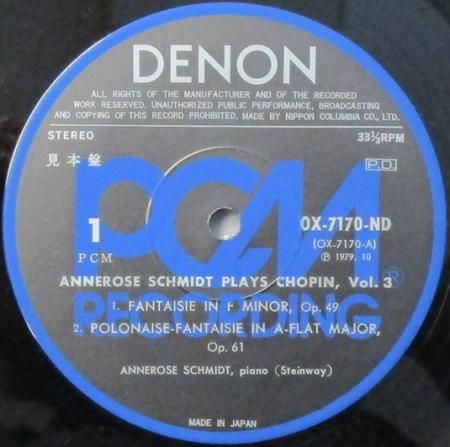 DENON
ALL RIGHTS OF THE MANUFACTURER AND OF THE RECORDED
WORK RESERVED. UNAUTHORIZED PUBLIC PERFORMANCE, BROADCASTING
AND COPYING OF THIS RECORD PROHIBITED. MADE BY NIPPON COLUMBIA CO., LTD.
STEREO 33⅓RPM
見本盤 P.D.
PCM
RECORDING®
1 OX-7170-ND
PCM (OX-7170-A)
℗ 1979. 10
ANNEROSE SCHMIDT PLAYS CHOPIN, Vol. 3
1. FANTAISIE IN F MINOR, Op. 49
2. POLONAISE-FANTAISIE IN A-FLAT MAJOR,
Op. 61
ANNEROSE SCHMIDT, piano (Steinway)
MADE IN JAPAN